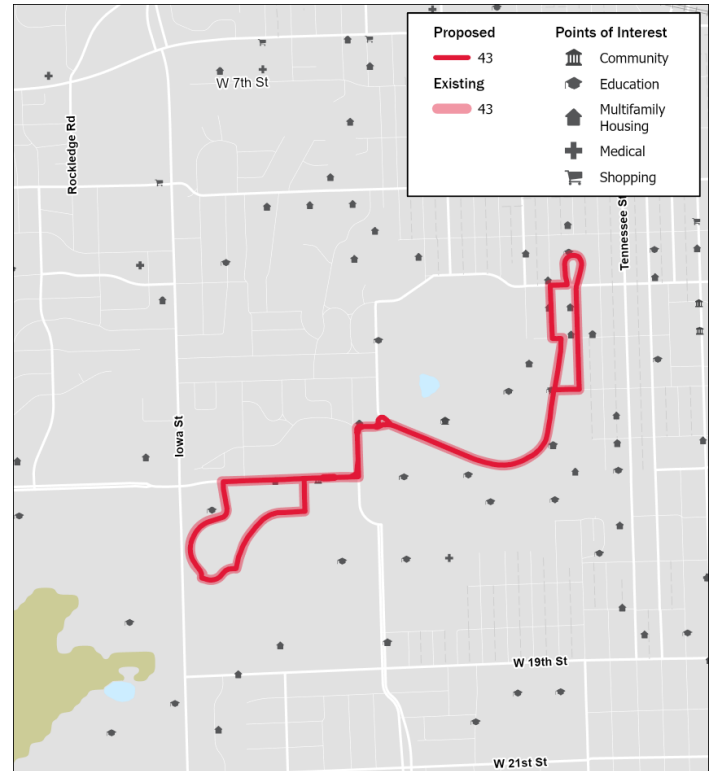 Proposed
43
Existing
43
Points of Interest
Community
Education
Multifamily
Housing
Medical
Shopping
W 7th St
Rockledge Rd
Tennessee St
Iowa St
W 19th St
W 21st St